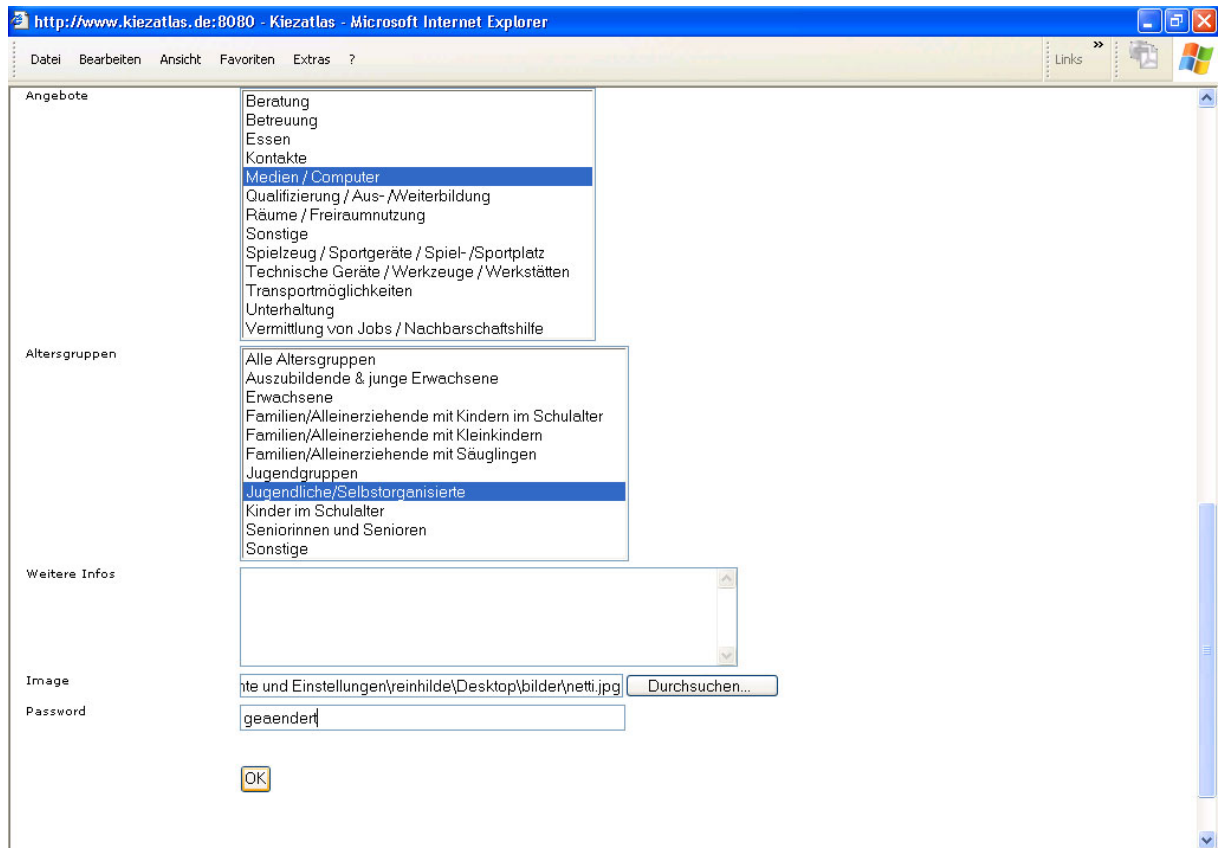 http://www.kiezatlas.de:8080 - Kiezatlas - Microsoft Internet Explorer
Datei Bearbeiten Ansicht Favoriten Extras ? Links »
Angebote
Beratung
Betreuung
Essen
Kontakte
Medien / Computer
Qualifizierung / Aus- /Weiterbildung
Räume / Freiraumnutzung
Sonstige
Spielzeug / Sportgeräte / Spiel- /Sportplatz
Technische Geräte / Werkzeuge / Werkstätten
Transportmöglichkeiten
Unterhaltung
Vermittlung von Jobs / Nachbarschaftshilfe
Altersgruppen
Alle Altersgruppen
Auszubildende & junge Erwachsene
Erwachsene
Familien/Alleinerziehende mit Kindern im Schulalter
Familien/Alleinerziehende mit Kleinkindern
Familien/Alleinerziehende mit Säuglingen
Jugendgruppen
Jugendliche/Selbstorganisierte
Kinder im Schulalter
Seniorinnen und Senioren
Sonstige
Weitere Infos
Image nte und Einstellungen\reinhilde\Desktop\bilder\netti.jpg Durchsuchen...
Password geaendert
OK